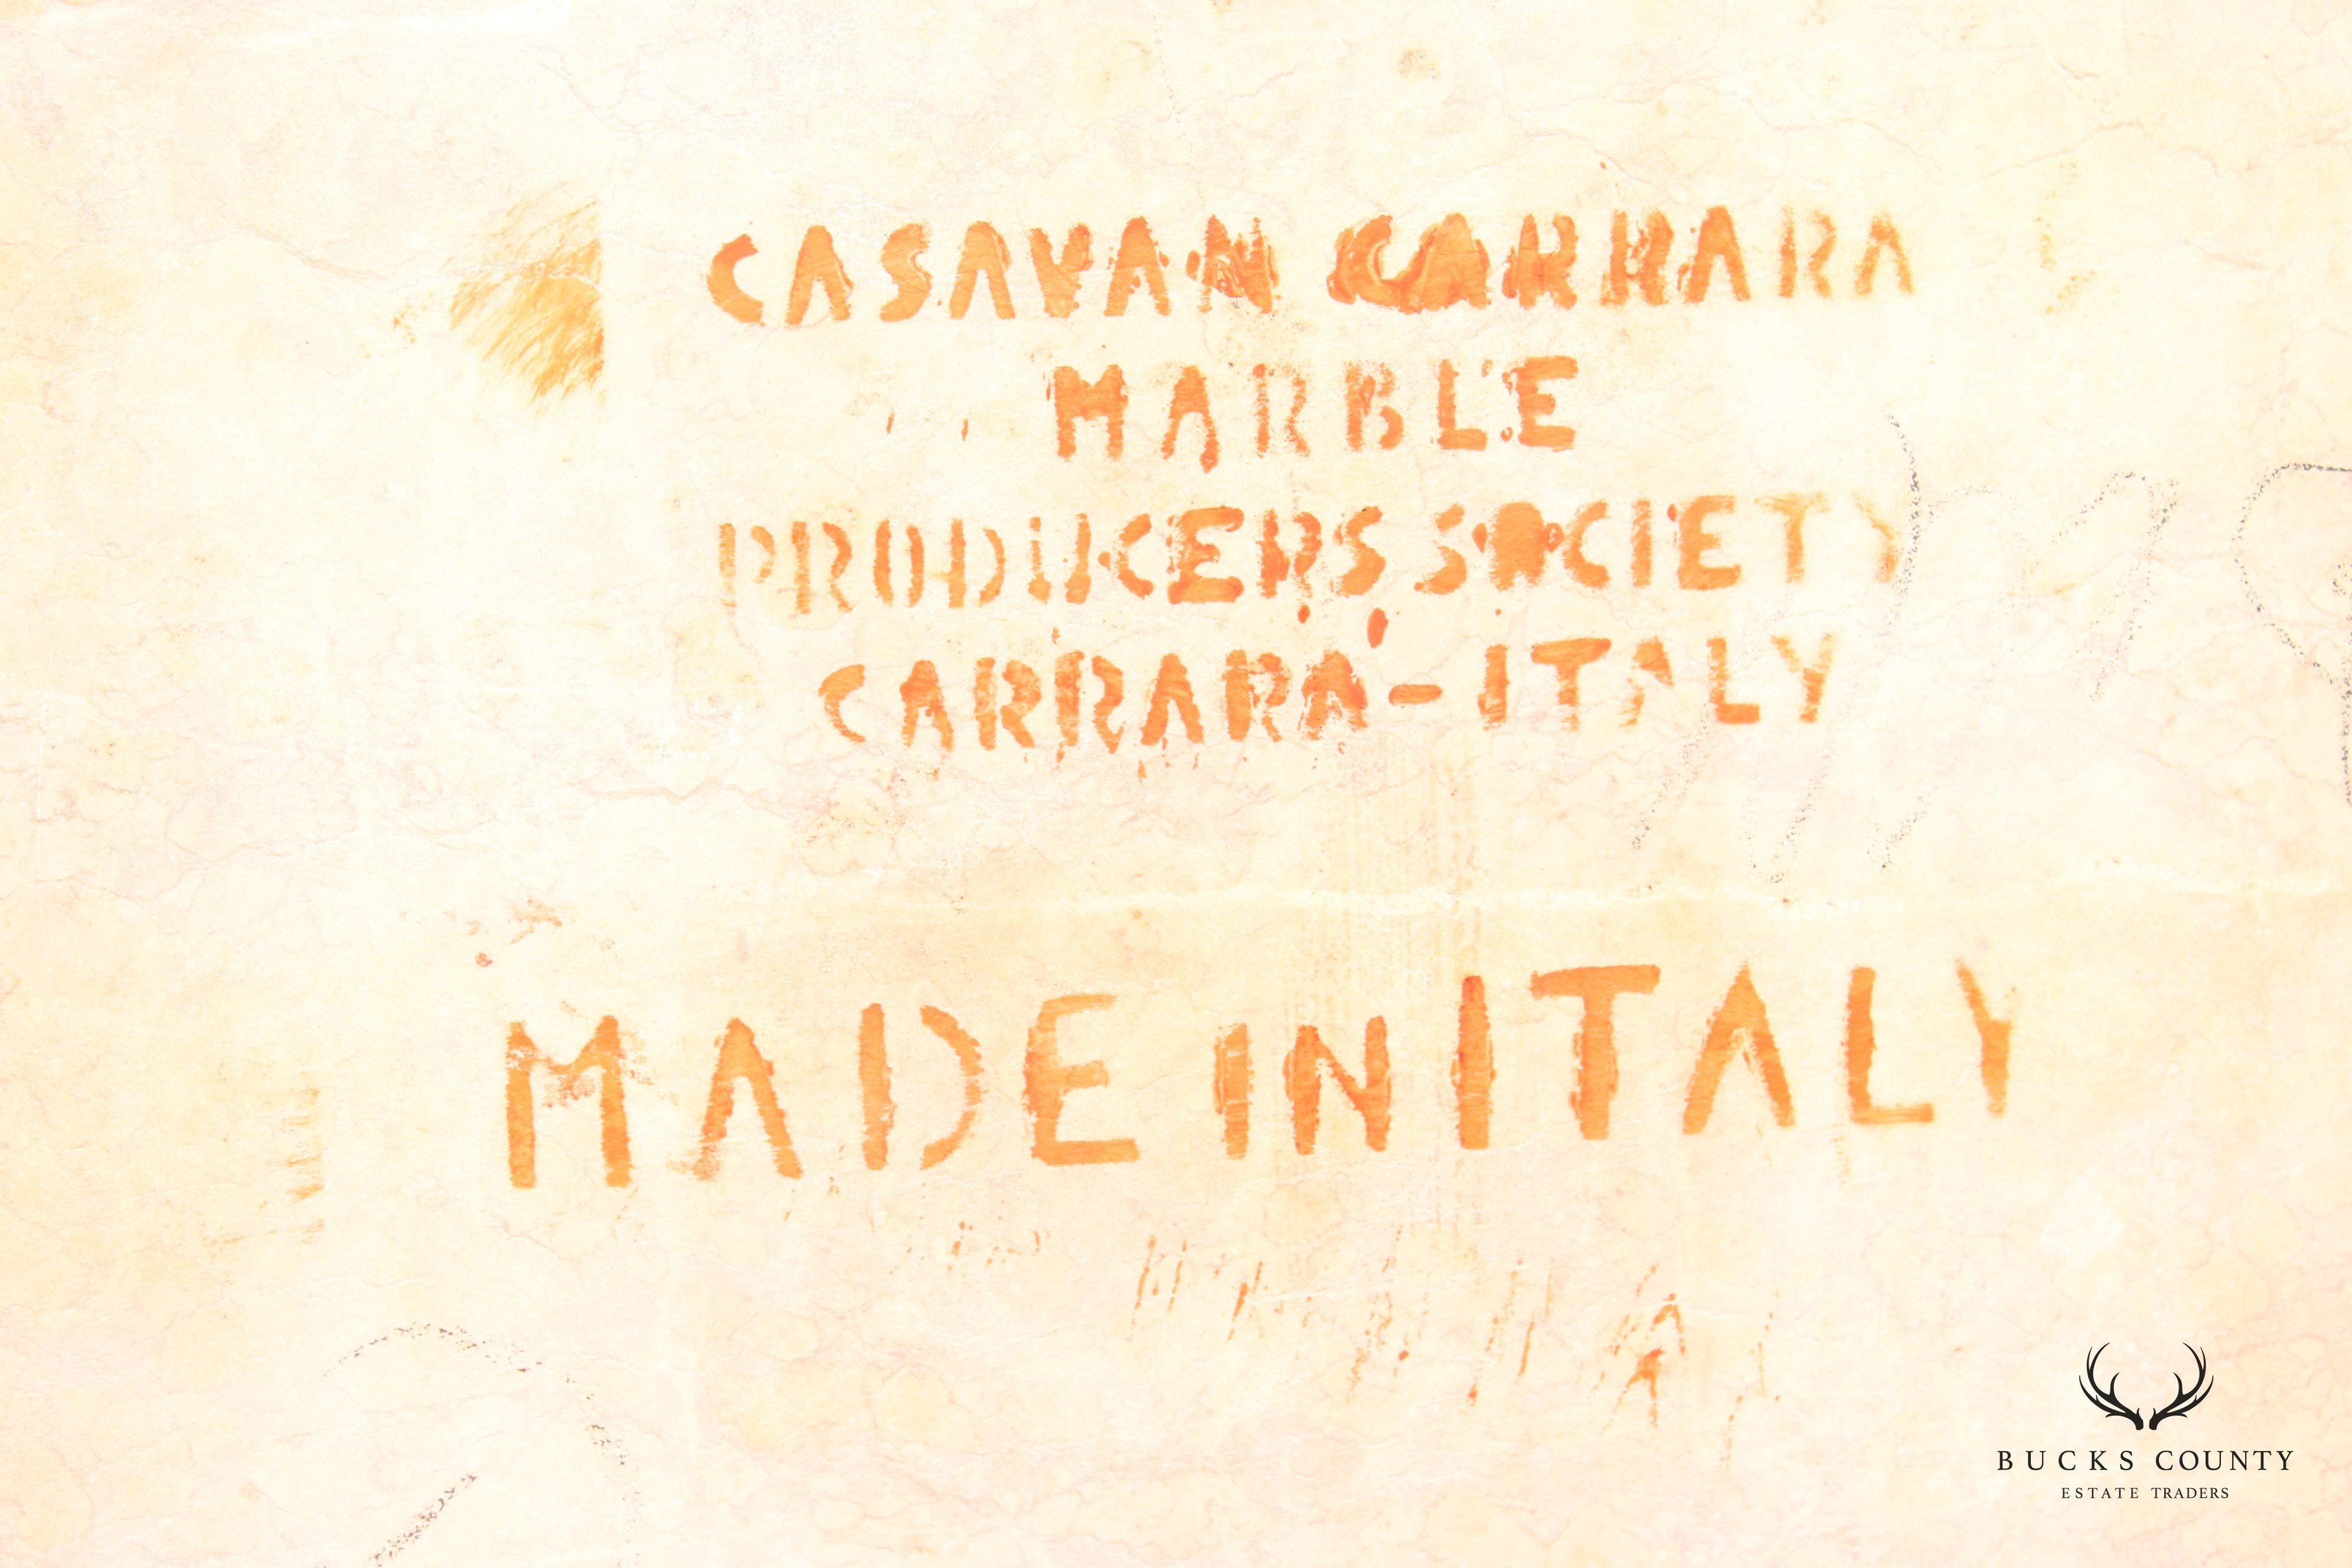 CASAVAN CARRARA
MARBLE
PRODUCERS SOCIETY
CARRARA-ITALY
MADE IN ITALY
BUCKS COUNTY
ESTATE TRADERS